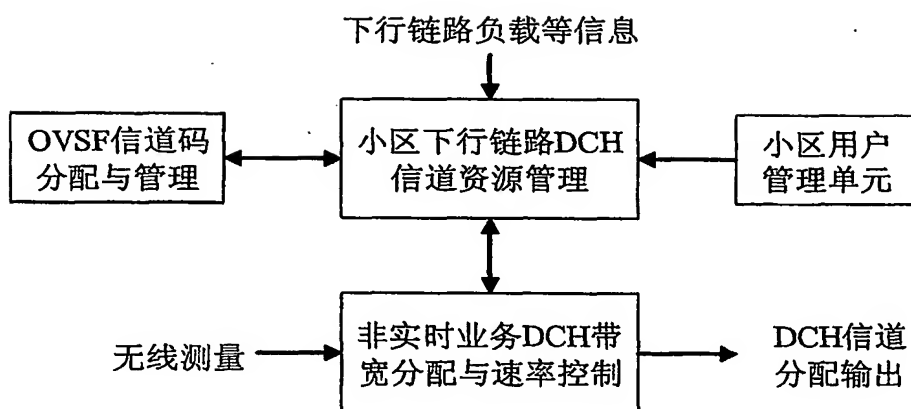 下行链路负载等信息
OVSF信道码
分配与管理
小区下行链路DCH
信道资源管理
小区用户
管理单元
无线测量
非实时业务DCH带
宽分配与速率控制
DCH信道
分配输出